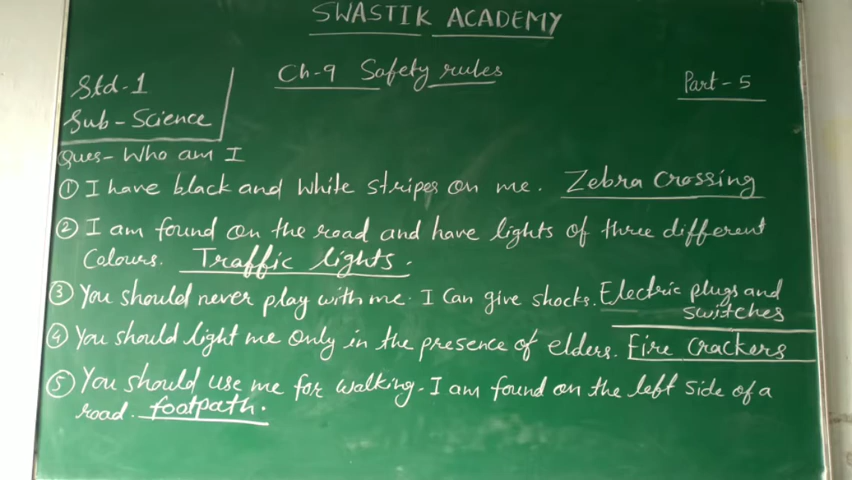 SWASTIK ACADEMY
Ch-9 Safety rules
Part - 5
Std-1
Sub-Science
Ques- Who am I
① I have black and white stripes on me. Zebra Crossing
② I am found on the road and have lights of three different
Colours. Traffic lights.
③ You should never play with me. I can give shocks. Electric plugs and
switches
④ You should light me only in the presence of elders. Fire crackers
⑤ You should use me for walking. I am found on the left side of a
road. footpath.